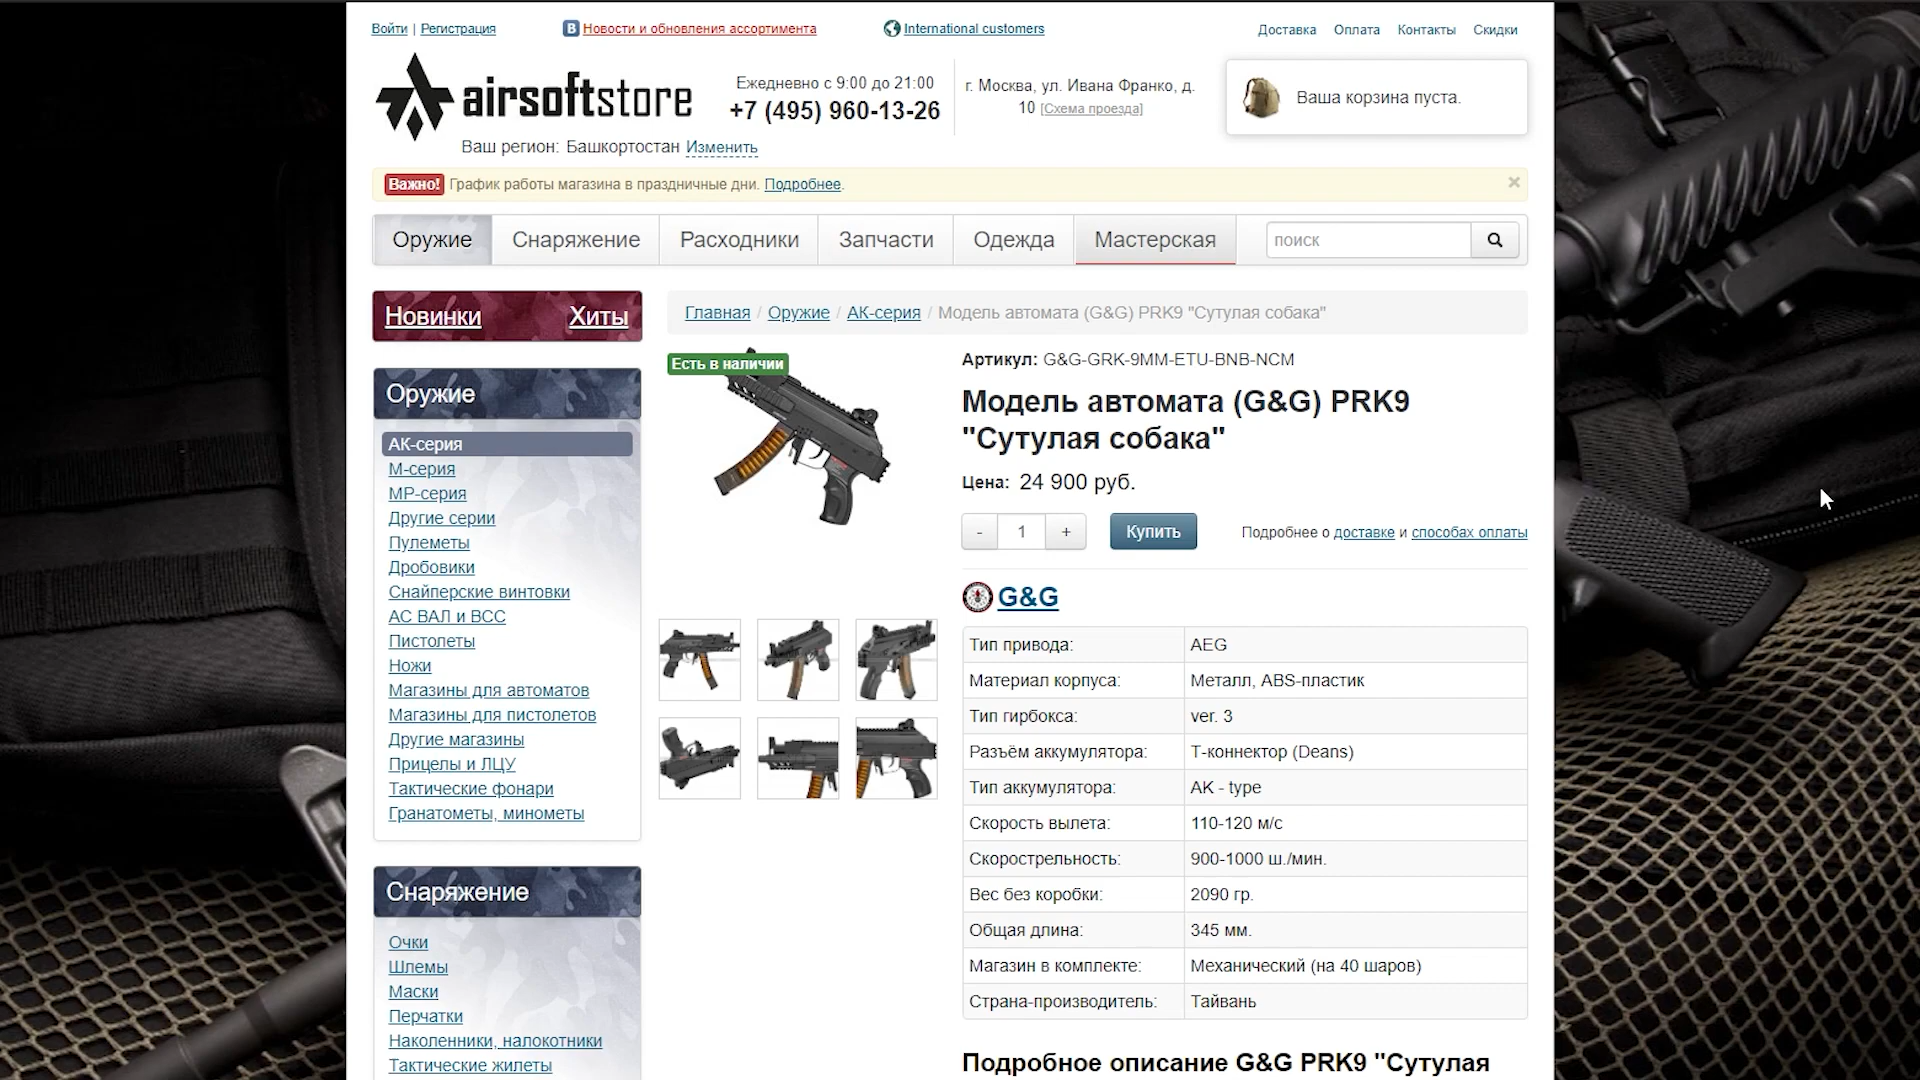 Войти | Регистрация
Новости и обновления ассортимента
International customers
Доставка Оплата Контакты Скидки
airsoftstore
Ежедневно с 9:00 до 21:00
+7 (495) 960-13-26
г. Москва, ул. Ивана Франко, д.
10 [Схема проезда]
Ваша корзина пуста.
Ваш регион: Башкортостан Изменить
Важно! График работы магазина в праздничные дни. Подробнее.
Оружие Снаряжение Расходники Запчасти Одежда Мастерская поиск
Новинки Хиты
Главная / Оружие / АК-серия / Модель автомата (G&G) PRK9 "Сутулая собака"
Оружие
АК-серия
М-серия
МР-серия
Другие серии
Пулеметы
Дробовики
Снайперские винтовки
АС ВАЛ и ВСС
Пистолеты
Ножи
Магазины для автоматов
Магазины для пистолетов
Другие магазины
Прицелы и ЛЦУ
Тактические фонари
Гранатометы, минометы
Снаряжение
Очки
Шлемы
Маски
Перчатки
Наколенники, налокотники
Тактические жилеты
Есть в наличии
Артикул: G&G-GRK-9MM-ETU-BNB-NCM
Модель автомата (G&G) PRK9
"Сутулая собака"
Цена: 24 900 руб.
- 1 + Купить Подробнее о доставке и способах оплаты
G&G
Тип привода: AEG
Материал корпуса: Металл, ABS-пластик
Тип гирбокса: ver. 3
Разъём аккумулятора: Т-коннектор (Deans)
Тип аккумулятора: AK - type
Скорость вылета: 110-120 м/с
Скорострельность: 900-1000 ш./мин.
Вес без коробки: 2090 гр.
Общая длина: 345 мм.
Магазин в комплекте: Механический (на 40 шаров)
Страна-производитель: Тайвань
Подробное описание G&G PRK9 "Сутулая